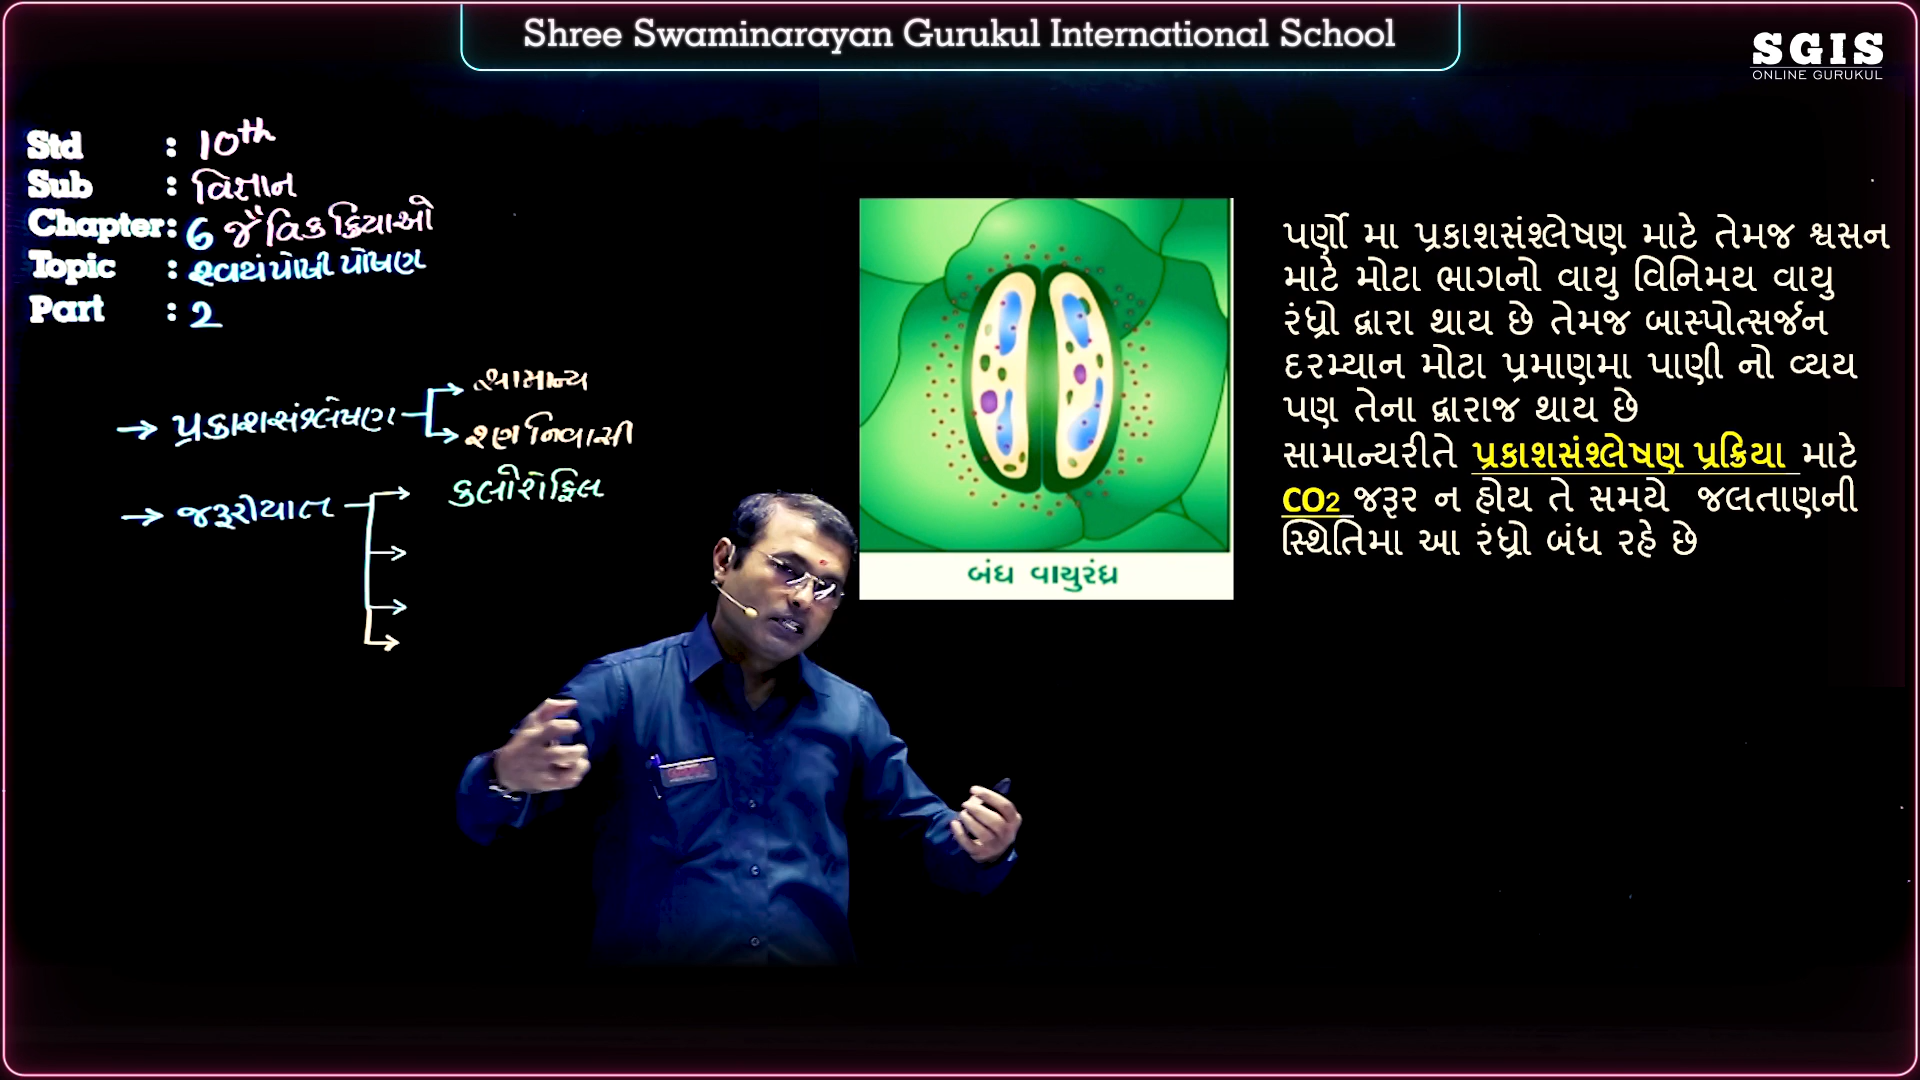 Shree Swaminarayan Gurukul International School
SGIS
ONLINE GURUKUL
Std : 10th
Sub : વિજ્ઞાન
Chapter: 6 જૈવિક ક્રિયાઓ
Topic : સ્વયંપોષી પોષણ
Part : 2
→ પ્રકાશસંશ્લેષણ
સામાન્ય
રણ નિવાસી
→ જરૂરીયાત
કલોરોફિલ
બંધ વાયુરંધ્ર
પર્ણો મા પ્રકાશસંશ્લેષણ માટે તેમજ શ્વસન
માટે મોટા ભાગનો વાયુ વિનિમય વાયુ
રંધ્રો દ્વારા થાય છે તેમજ બાસ્પોત્સર્જન
દરમ્યાન મોટા પ્રમાણમા પાણી નો વ્યય
પણ તેના દ્વારાજ થાય છે
સામાન્યરીતે પ્રકાશસંશ્લેષણ પ્રક્રિયા માટે
CO2 જરૂર ન હોય તે સમયે જલતાણની
સ્થિતિમા આ રંધ્રો બંધ રહે છે